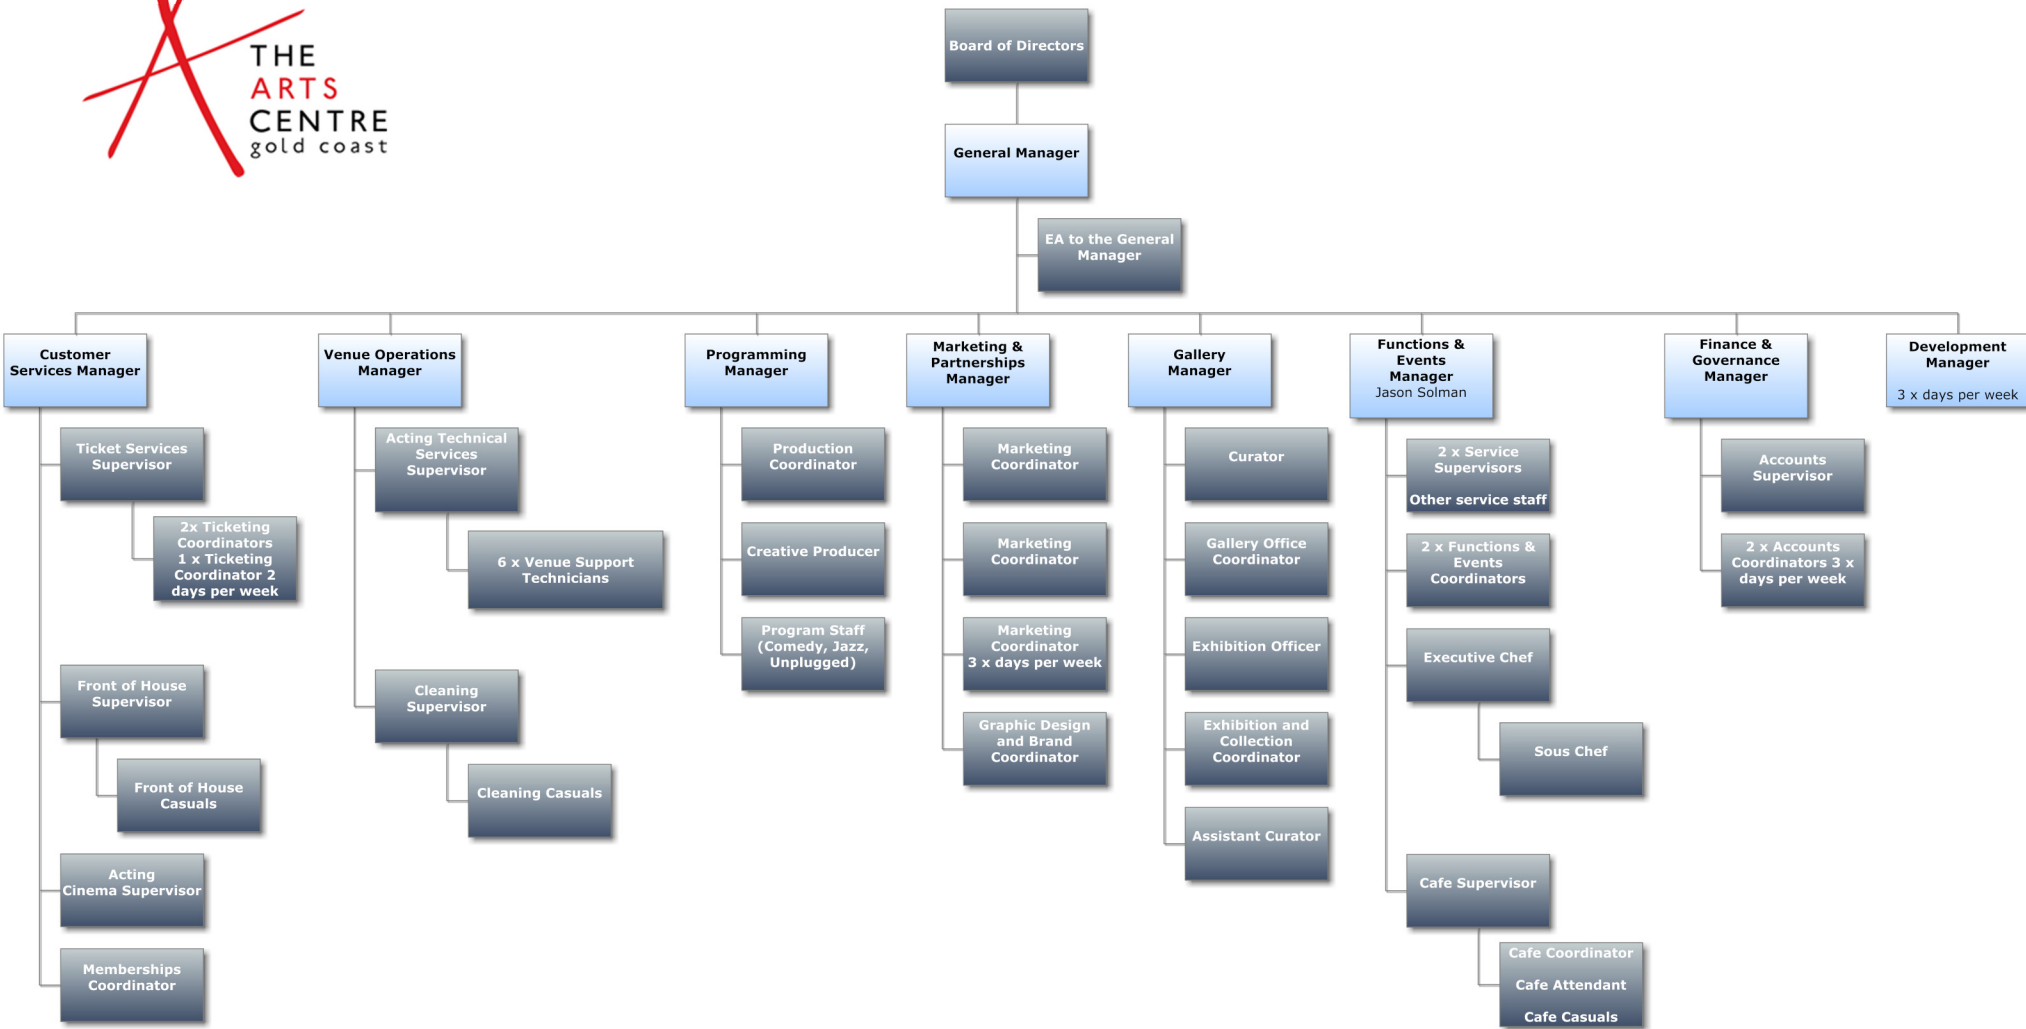 THE
ARTS
CENTRE
gold coast
Board of Directors
General Manager
EA to the General
Manager
Customer
Services Manager
Ticket Services
Supervisor
2x Ticketing
Coordinators
1 x Ticketing
Coordinator 2
days per week
Front of House
Supervisor
Front of House
Casuals
Acting
Cinema Supervisor
Memberships
Coordinator
Venue Operations
Manager
Acting Technical
Services
Supervisor
6 x Venue Support
Technicians
Cleaning
Supervisor
Cleaning Casuals
Programming
Manager
Production
Coordinator
Creative Producer
Program Staff
(Comedy, Jazz,
Unplugged)
Marketing &
Partnerships
Manager
Marketing
Coordinator
Marketing
Coordinator
Marketing
Coordinator
3 x days per week
Graphic Design
and Brand
Coordinator
Gallery
Manager
Curator
Gallery Office
Coordinator
Exhibition Officer
Exhibition and
Collection
Coordinator
Assistant Curator
Functions &
Events
Manager
Jason Solman
2 x Service
Supervisors
Other service staff
2 x Functions &
Events
Coordinators
Executive Chef
Sous Chef
Cafe Supervisor
Cafe Coordinator
Cafe Attendant
Cafe Casuals
Finance &
Governance
Manager
Accounts
Supervisor
2 x Accounts
Coordinators 3 x
days per week
Development
Manager
3 x days per week